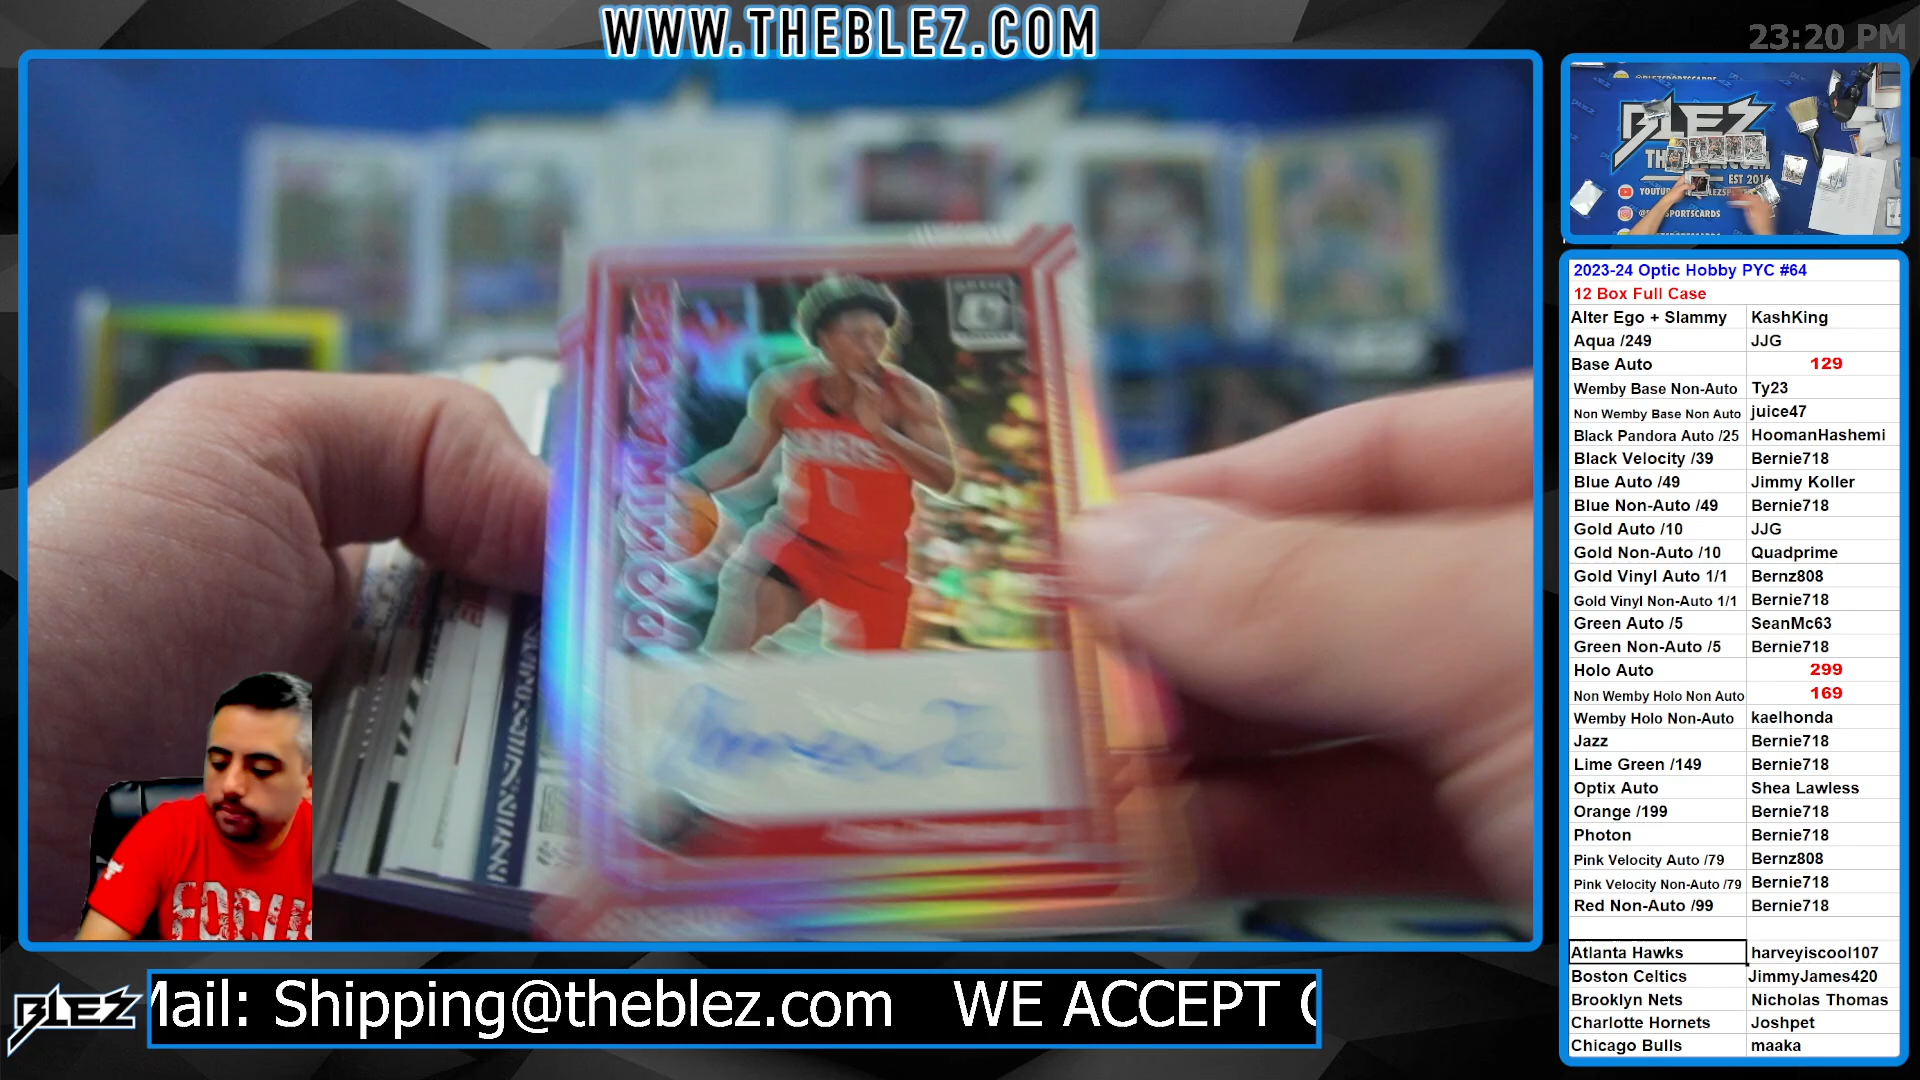 WWW.THEBLEZ.COM
23:20 PM
BLEZ
EST 2016
2023-24 Optic Hobby PYC #64
12 Box Full Case
Alter Ego + Slammy KashKing
Aqua /249 JJG
Base Auto 129
Wemby Base Non-Auto Ty23
Non Wemby Base Non Auto juice47
Black Pandora Auto /25 HoomanHashemi
Black Velocity /39 Bernie718
Blue Auto /49 Jimmy Koller
Blue Non-Auto /49 Bernie718
Gold Auto /10 JJG
Gold Non-Auto /10 Quadprime
Gold Vinyl Auto 1/1 Bernz808
Gold Vinyl Non-Auto 1/1 Bernie718
Green Auto /5 SeanMc63
Green Non-Auto /5 Bernie718
Holo Auto 299
Non Wemby Holo Non Auto 169
Wemby Holo Non-Auto kaelhonda
Jazz Bernie718
Lime Green /149 Bernie718
Optix Auto Shea Lawless
Orange /199 Bernie718
Photon Bernie718
Pink Velocity Auto /79 Bernz808
Pink Velocity Non-Auto /79 Bernie718
Red Non-Auto /99 Bernie718
Atlanta Hawks harveyiscool107
Boston Celtics JimmyJames420
Brooklyn Nets Nicholas Thomas
Charlotte Hornets Joshpet
Chicago Bulls maaka
FOCUS
BLEZ
Mail: Shipping@theblez.com WE ACCEPT